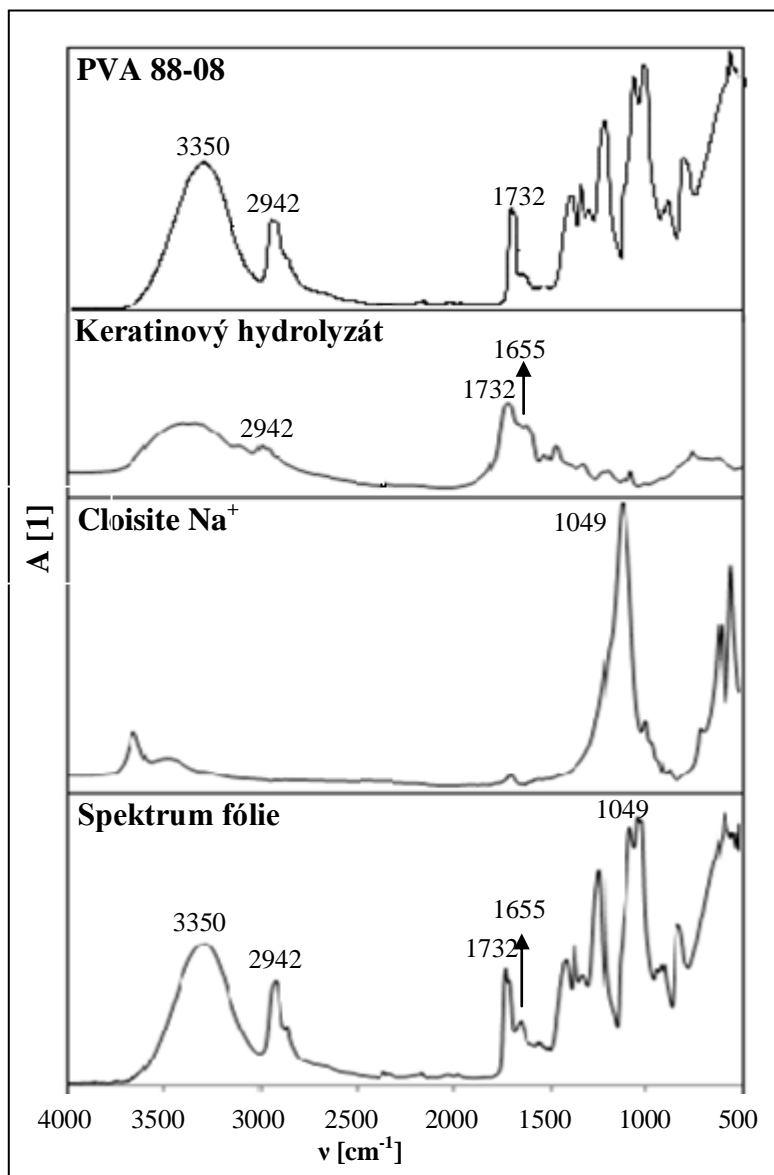 PVA 88-08
3350
2942
1732
Keratinový hydrolyzát
1655
1732
2942
Cloisite Na+
1049
A [1]
Spektrum fólie
1049
3350
1655
2942
1732
4000 3500 3000 2500 2000 1500 1000 500
ν [cm-1]